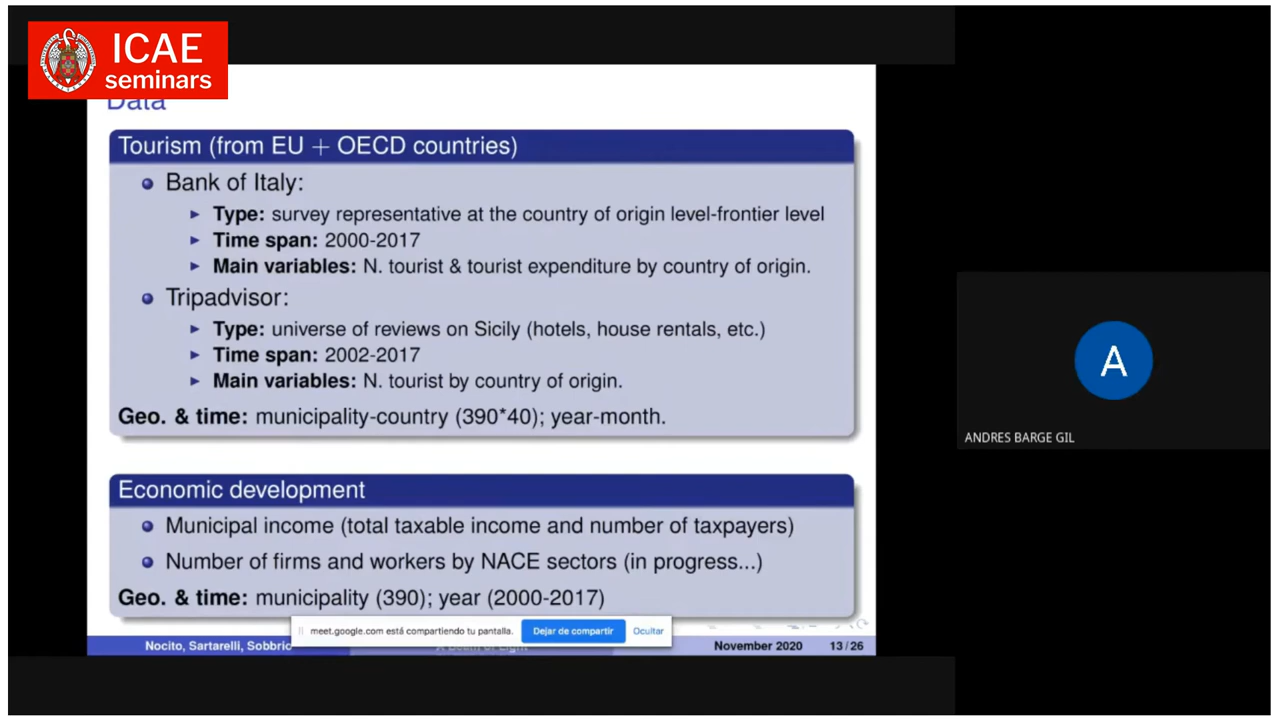 ICAE
seminars
Data
Tourism (from EU + OECD countries)
Bank of Italy:
Type: survey representative at the country of origin level-frontier level
Time span: 2000-2017
Main variables: N. tourist & tourist expenditure by country of origin.
Tripadvisor:
Type: universe of reviews on Sicily (hotels, house rentals, etc.)
Time span: 2002-2017
Main variables: N. tourist by country of origin.
Geo. & time: municipality-country (390*40); year-month.
Economic development
Municipal income (total taxable income and number of taxpayers)
Number of firms and workers by NACE sectors (in progress...)
Geo. & time: municipality (390); year (2000-2017)
meet.google.com está compartiendo tu pantalla. Dejar de compartir Ocultar
Nocito, Sartarelli, Sobbrio A Beam of Light November 2020 13/26
A
ANDRES BARGE GIL